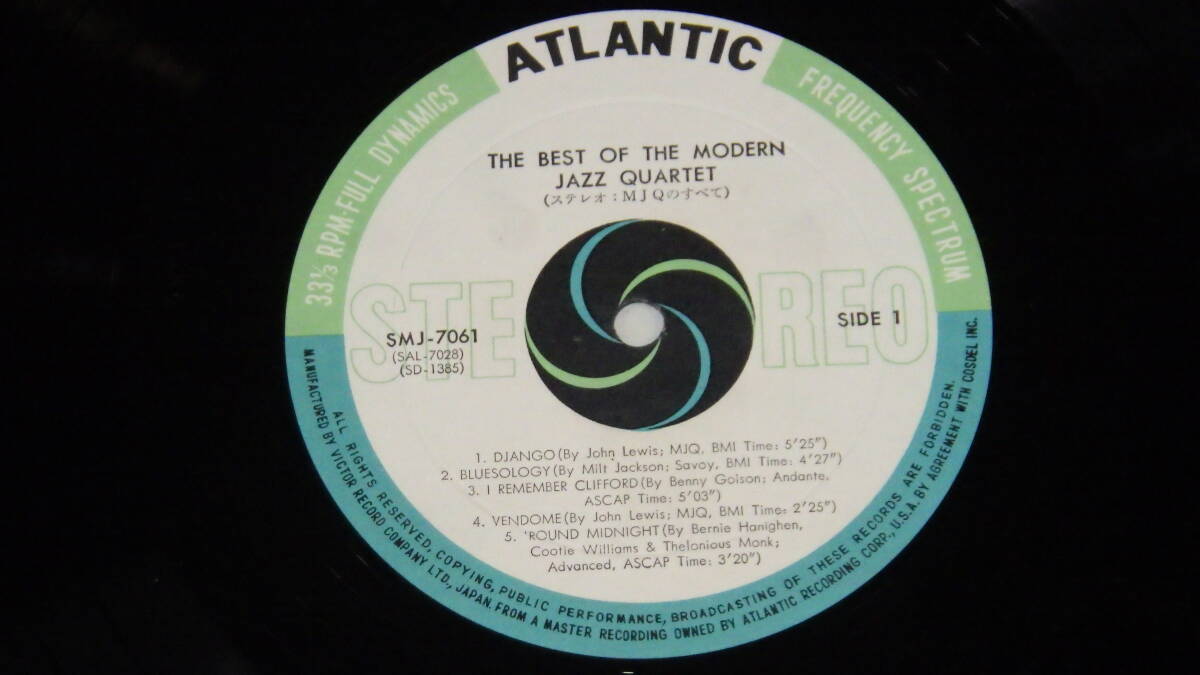 ATLANTIC
33⅓ RPM·FULL DYNAMICS
FREQUENCY SPECTRUM
THE BEST OF THE MODERN
JAZZ QUARTET
(ステレオ:MJQのすべて)
STEREO
SMJ-7061
(SAL-7028)
(SD-1385)
SIDE 1
1. DJANGO(By John Lewis; MJQ, BMI Time: 5′25″)
2. BLUESOLOGY(By Milt Jackson; Savoy, BMI Time: 4′27″)
3. I REMEMBER CLIFFORD(By Benny Goison; Andante,
ASCAP Time: 5′03″)
4. VENDOME(By John Lewis; MJQ, BMI Time: 2′25″)
5. 'ROUND MIDNIGHT(By Bernie Hanighen,
Cootie Williams & Thelonious Monk;
Advanced, ASCAP Time: 3′20″)
ALL RIGHTS RESERVED, COPYING, PUBLIC PERFORMANCE, BROADCASTING OF THESE RECORDS ARE FORBIDDEN.
MANUFACTURED BY VICTOR RECORD COMPANY LTD., JAPAN. FROM A MASTER RECORDING OWNED BY ATLANTIC RECORDING CORP., U.S.A. BY AGREEMENT WITH COSDEL INC.